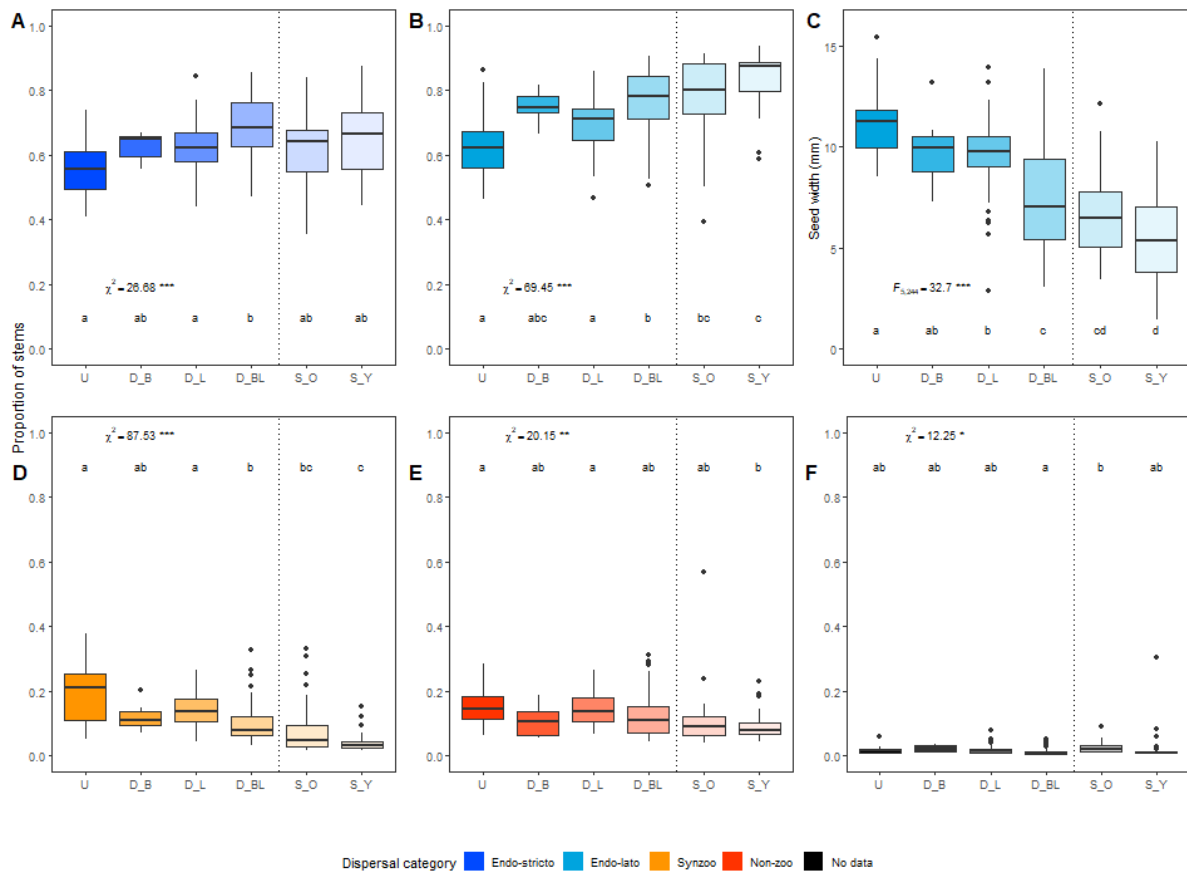 A
1.0
0.8
0.6
0.4
0.2
0.0
χ² = 26.68 ***
a ab ab b ab ab
U D_B D_L D_BL S_O S_Y
B
1.0
0.8
0.6
0.4
0.2
0.0
χ² = 69.45 ***
a abc a b bc c
U D_B D_L D_BL S_O S_Y
C
Seed width (mm)
15
10
5
0
F5,244 = 32.7 ***
a ab b c cd d
U D_B D_L D_BL S_O S_Y
Proportion of stems
D
1.0
0.8
0.6
0.4
0.2
0.0
χ² = 87.53 ***
a ab a b bc c
U D_B D_L D_BL S_O S_Y
E
1.0
0.8
0.6
0.4
0.2
0.0
χ² = 20.15 **
a ab a ab ab b
U D_B D_L D_BL S_O S_Y
F
1.0
0.8
0.6
0.4
0.2
0.0
χ² = 12.25 *
ab ab ab a b ab
U D_B D_L D_BL S_O S_Y
Dispersal category Endo-stricto Endo-lato Synzoo Non-zoo No data